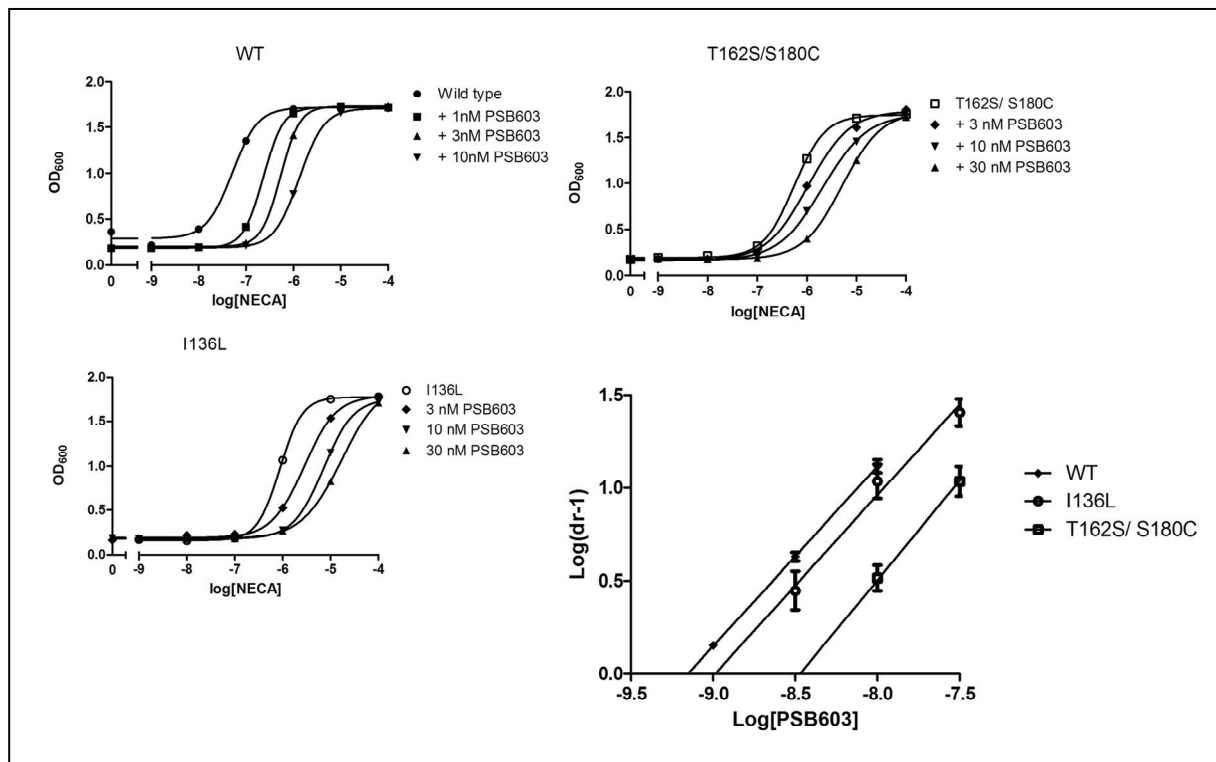 WT
2.0
1.5
1.0
0.5
0.0
OD600
0 -9 -8 -7 -6 -5 -4
log[NECA]
Wild type
+ 1nM PSB603
+ 3nM PSB603
+ 10nM PSB603
T162S/S180C
2.0
1.5
1.0
0.5
0.0
OD600
0 -9 -8 -7 -6 -5 -4
log[NECA]
T162S/ S180C
+ 3 nM PSB603
+ 10 nM PSB603
+ 30 nM PSB603
I136L
2.0
1.5
1.0
0.5
0.0
OD600
0 -9 -8 -7 -6 -5 -4
log[NECA]
I136L
3 nM PSB603
10 nM PSB603
30 nM PSB603
1.5
1.0
0.5
0.0
Log(dr-1)
-9.5 -9.0 -8.5 -8.0 -7.5
Log[PSB603]
WT
I136L
T162S/ S180C